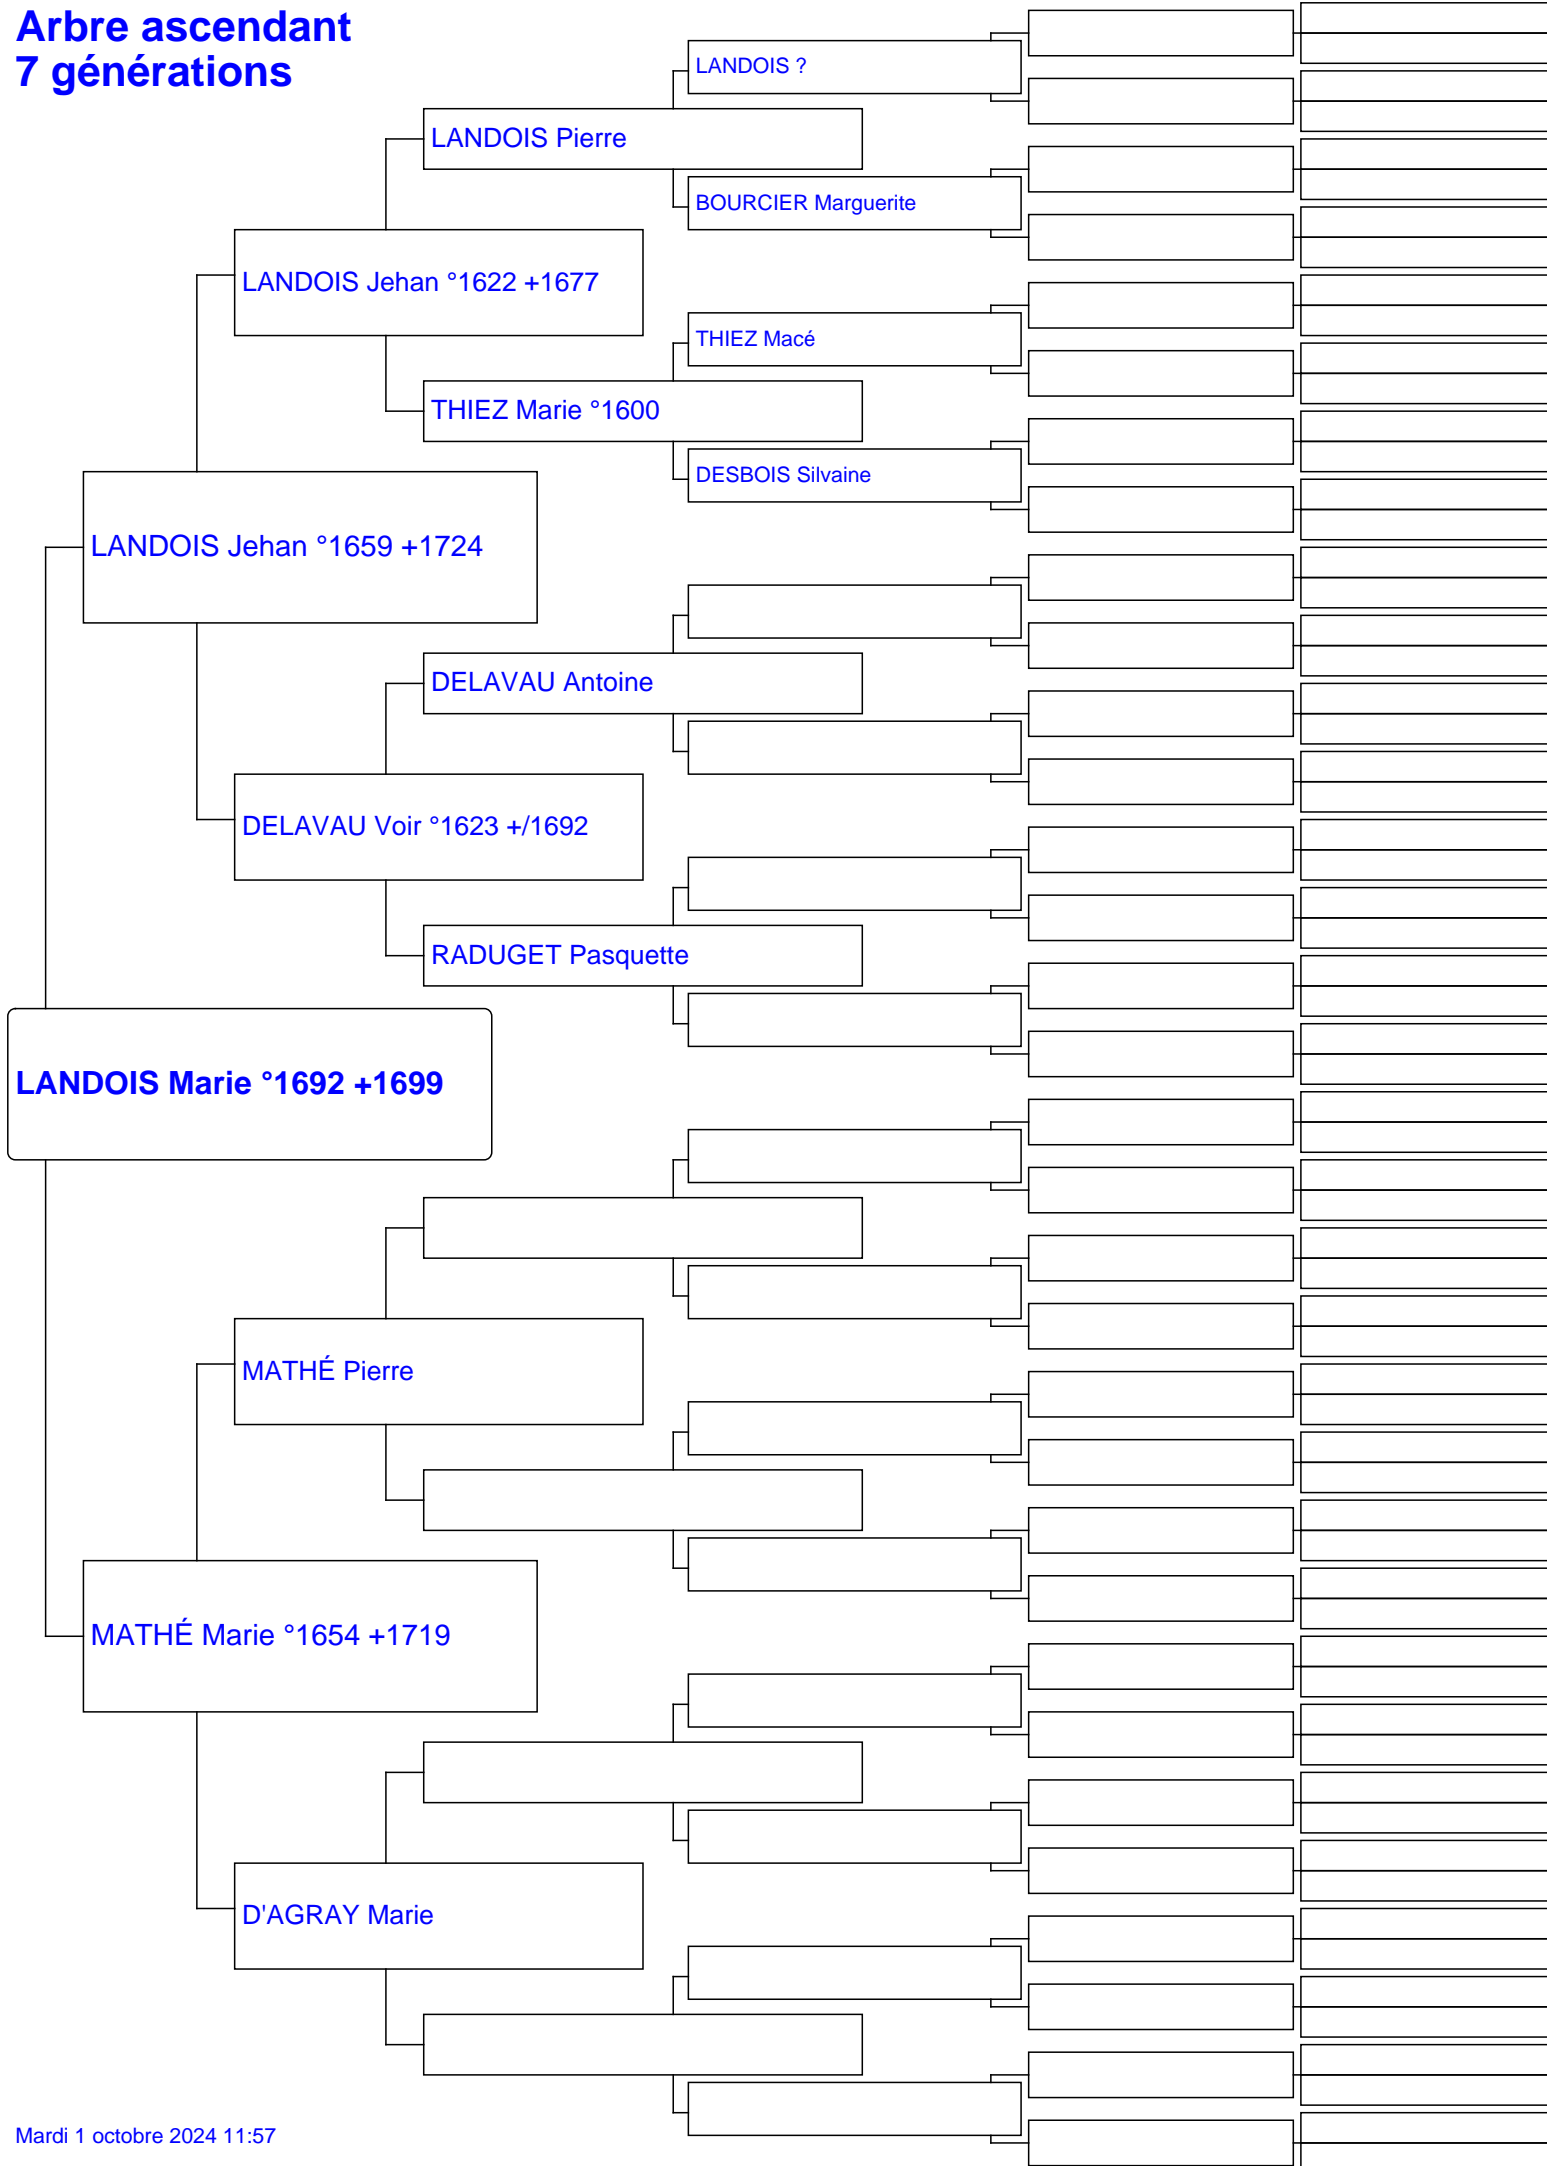 Arbre ascendant
7 générations
LANDOIS ?
LANDOIS Pierre
BOURCIER Marguerite
LANDOIS Jehan °1622 +1677
THIEZ Macé
THIEZ Marie °1600
DESBOIS Silvaine
LANDOIS Jehan °1659 +1724
DELAVAU Antoine
DELAVAU Voir °1623 +/1692
RADUGET Pasquette
LANDOIS Marie °1692 +1699
MATHÉ Pierre
MATHÉ Marie °1654 +1719
D'AGRAY Marie
Mardi 1 octobre 2024 11:57